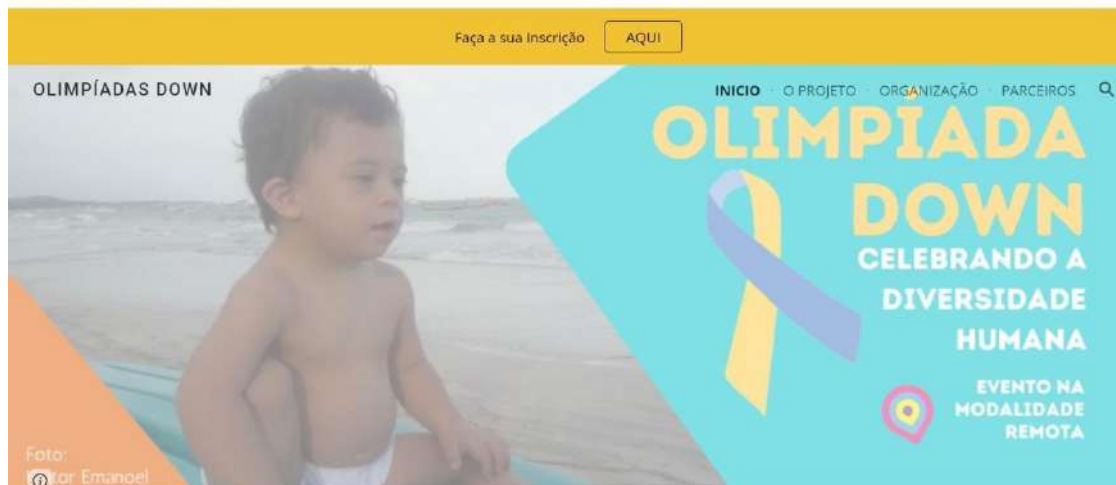 Faça a sua Inscrição AQUI
OLIMPÍADAS DOWN
INICIO O PROJETO ORGANIZAÇÃO PARCEIROS
OLIMPÍADA
DOWN
CELEBRANDO A
DIVERSIDADE
HUMANA
EVENTO NA
MODALIDADE
REMOTA
Foto:
Emanoel